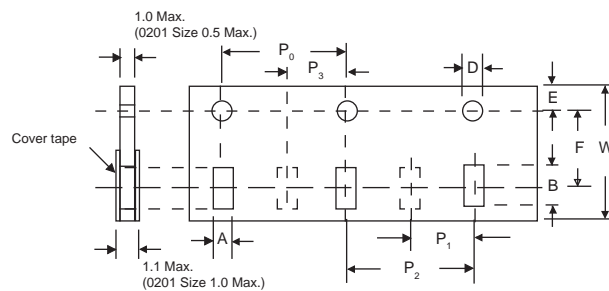 1.0 Max.
(0201 Size 0.5 Max.)
P0
P3
D
E
W
F
Cover tape
B
A
P1
P2
1.1 Max.
(0201 Size 1.0 Max.)